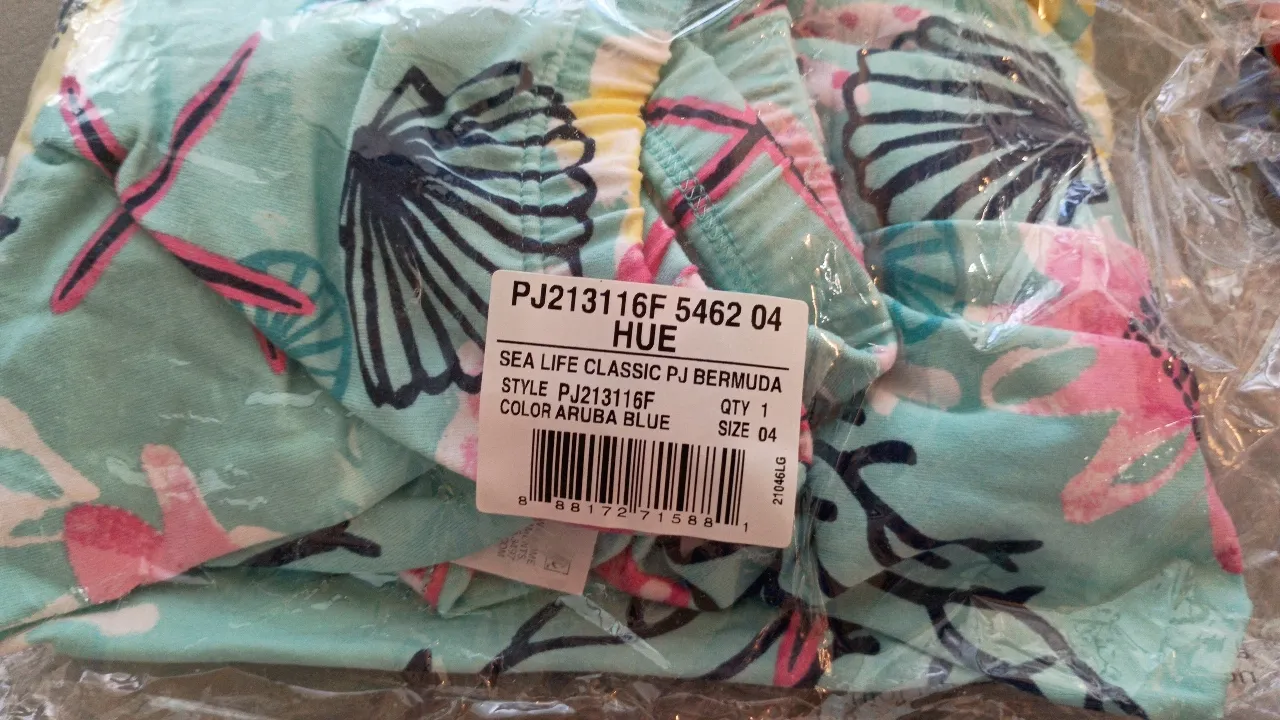 PJ213116F 5462 04
HUE
SEA LIFE CLASSIC PJ BERMUDA
STYLE PJ213116F QTY 1
COLOR ARUBA BLUE SIZE 04
21046LG
8 88172 71588 1